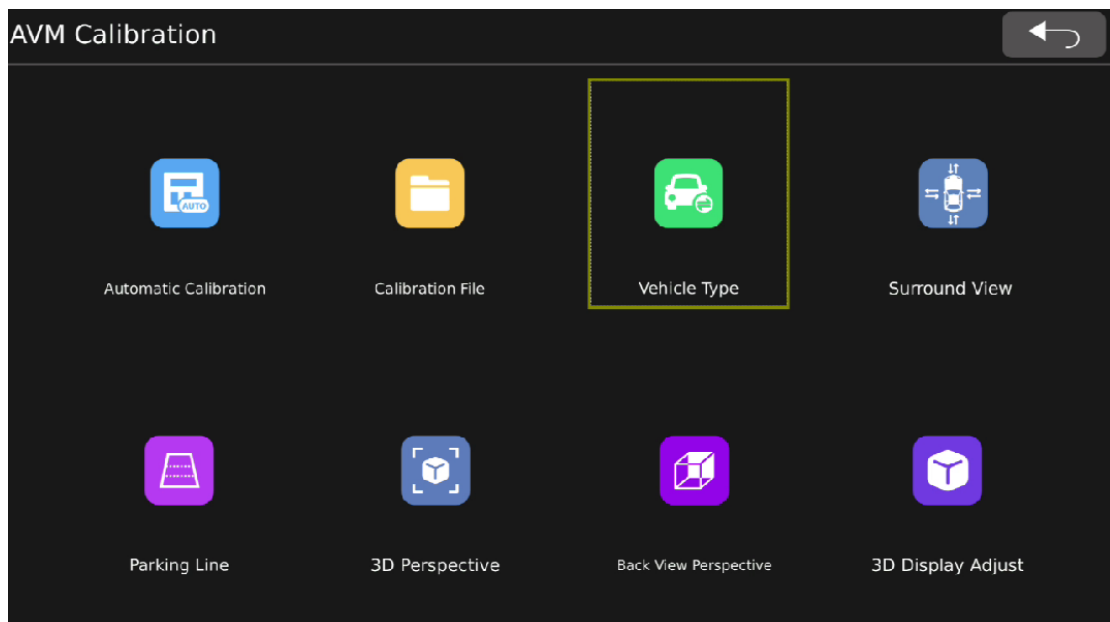 AVM Calibration
AUTO
Automatic Calibration
Calibration File
Vehicle Type
Surround View
Parking Line
3D Perspective
Back View Perspective
3D Display Adjust